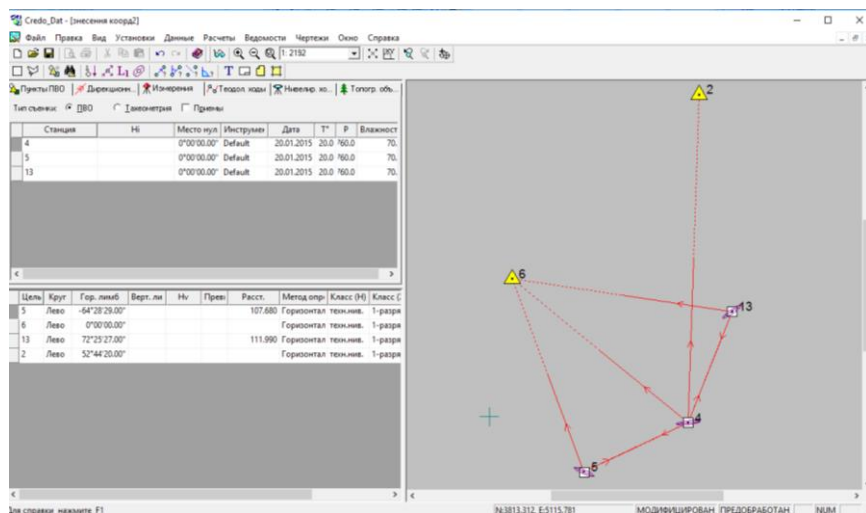 Credo_Dat - [знесення коорд2]
Файл Правка Вид Установки Данные Расчеты Ведомости Чертежи Окно Справка
1: 2192
Пункты ПВО Дирекционн... Измерения Теодол. ходы Нивелир. хо... Топогр. объ...
Тип съемки: ПВО Тахеометрия Приемы
Станция Hi Место нул Инструмен Дата T° P Влажност
4 0°00'00.00" Default 20.01.2015 20.0 760.0 70.
5 0°00'00.00" Default 20.01.2015 20.0 760.0 70.
13 0°00'00.00" Default 20.01.2015 20.0 760.0 70.
Цель Круг Гор. лимб Верт. ли Hv Прев Расст. Метод опр Класс (H) Класс (
5 Лево -64°28'29.00" 107.680 Горизонтал техн.нив. 1-разря
6 Лево 0°00'00.00" Горизонтал техн.нив. 1-разря
13 Лево 72°25'27.00" 111.990 Горизонтал техн.нив. 1-разря
2 Лево 52°44'20.00" Горизонтал техн.нив. 1-разря
2
6
13
4
5
Для справки, нажмите F1
N:3813.312, E:5115.781 МОДИФИЦИРОВАН ПРЕДОБРАБОТАН NUM